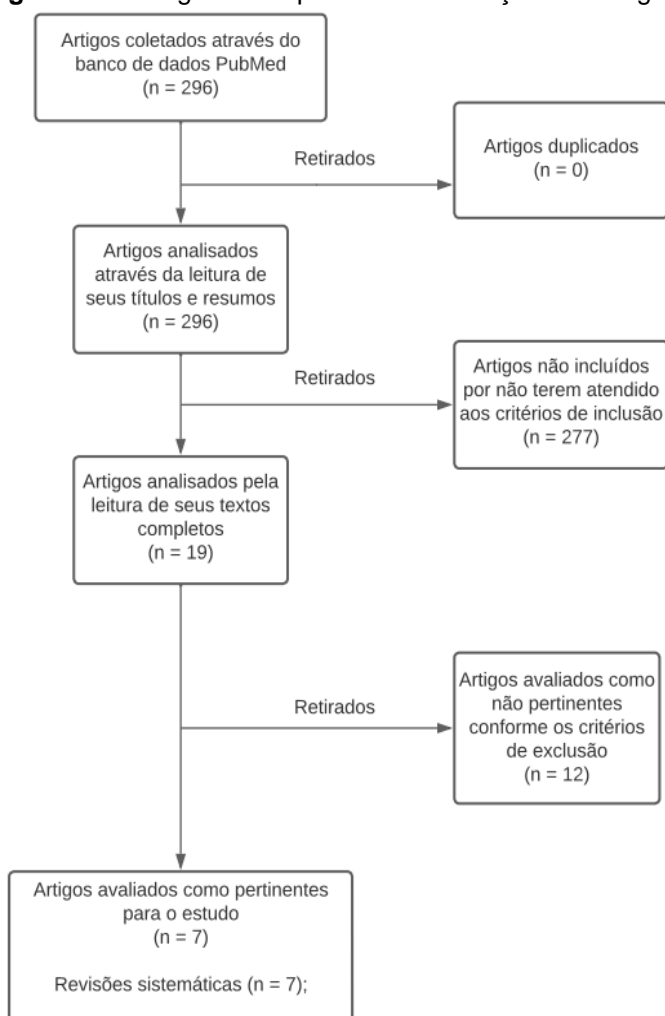 Artigos coletados através do
banco de dados PubMed
(n = 296)
Retirados
Artigos duplicados
(n = 0)
Artigos analisados
através da leitura de
seus títulos e resumos
(n = 296)
Retirados
Artigos não incluídos
por não terem atendido
aos critérios de inclusão
(n = 277)
Artigos analisados pela
leitura de seus textos
completos
(n = 19)
Retirados
Artigos avaliados como
não pertinentes
conforme os critérios
de exclusão
(n = 12)
Artigos avaliados como pertinentes
para o estudo
(n = 7)
Revisões sistemáticas (n = 7);